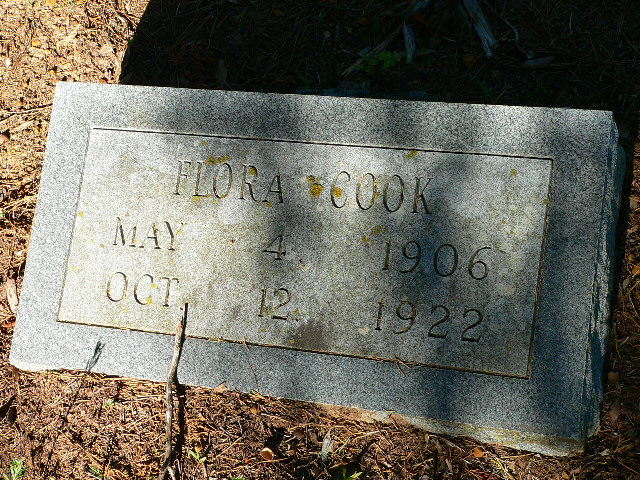 FLORA COOK
MAY 4. 1906
OCT. 12. 1922